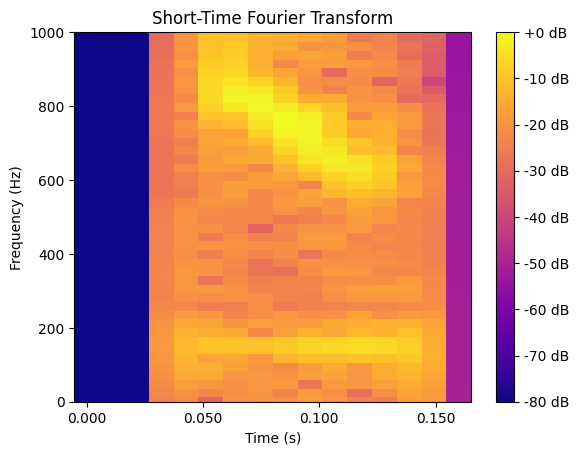 Short-Time Fourier Transform
1000
800
600
400
200
0
Frequency (Hz)
0.000
0.050
0.100
0.150
Time (s)
+0 dB
-10 dB
-20 dB
-30 dB
-40 dB
-50 dB
-60 dB
-70 dB
-80 dB